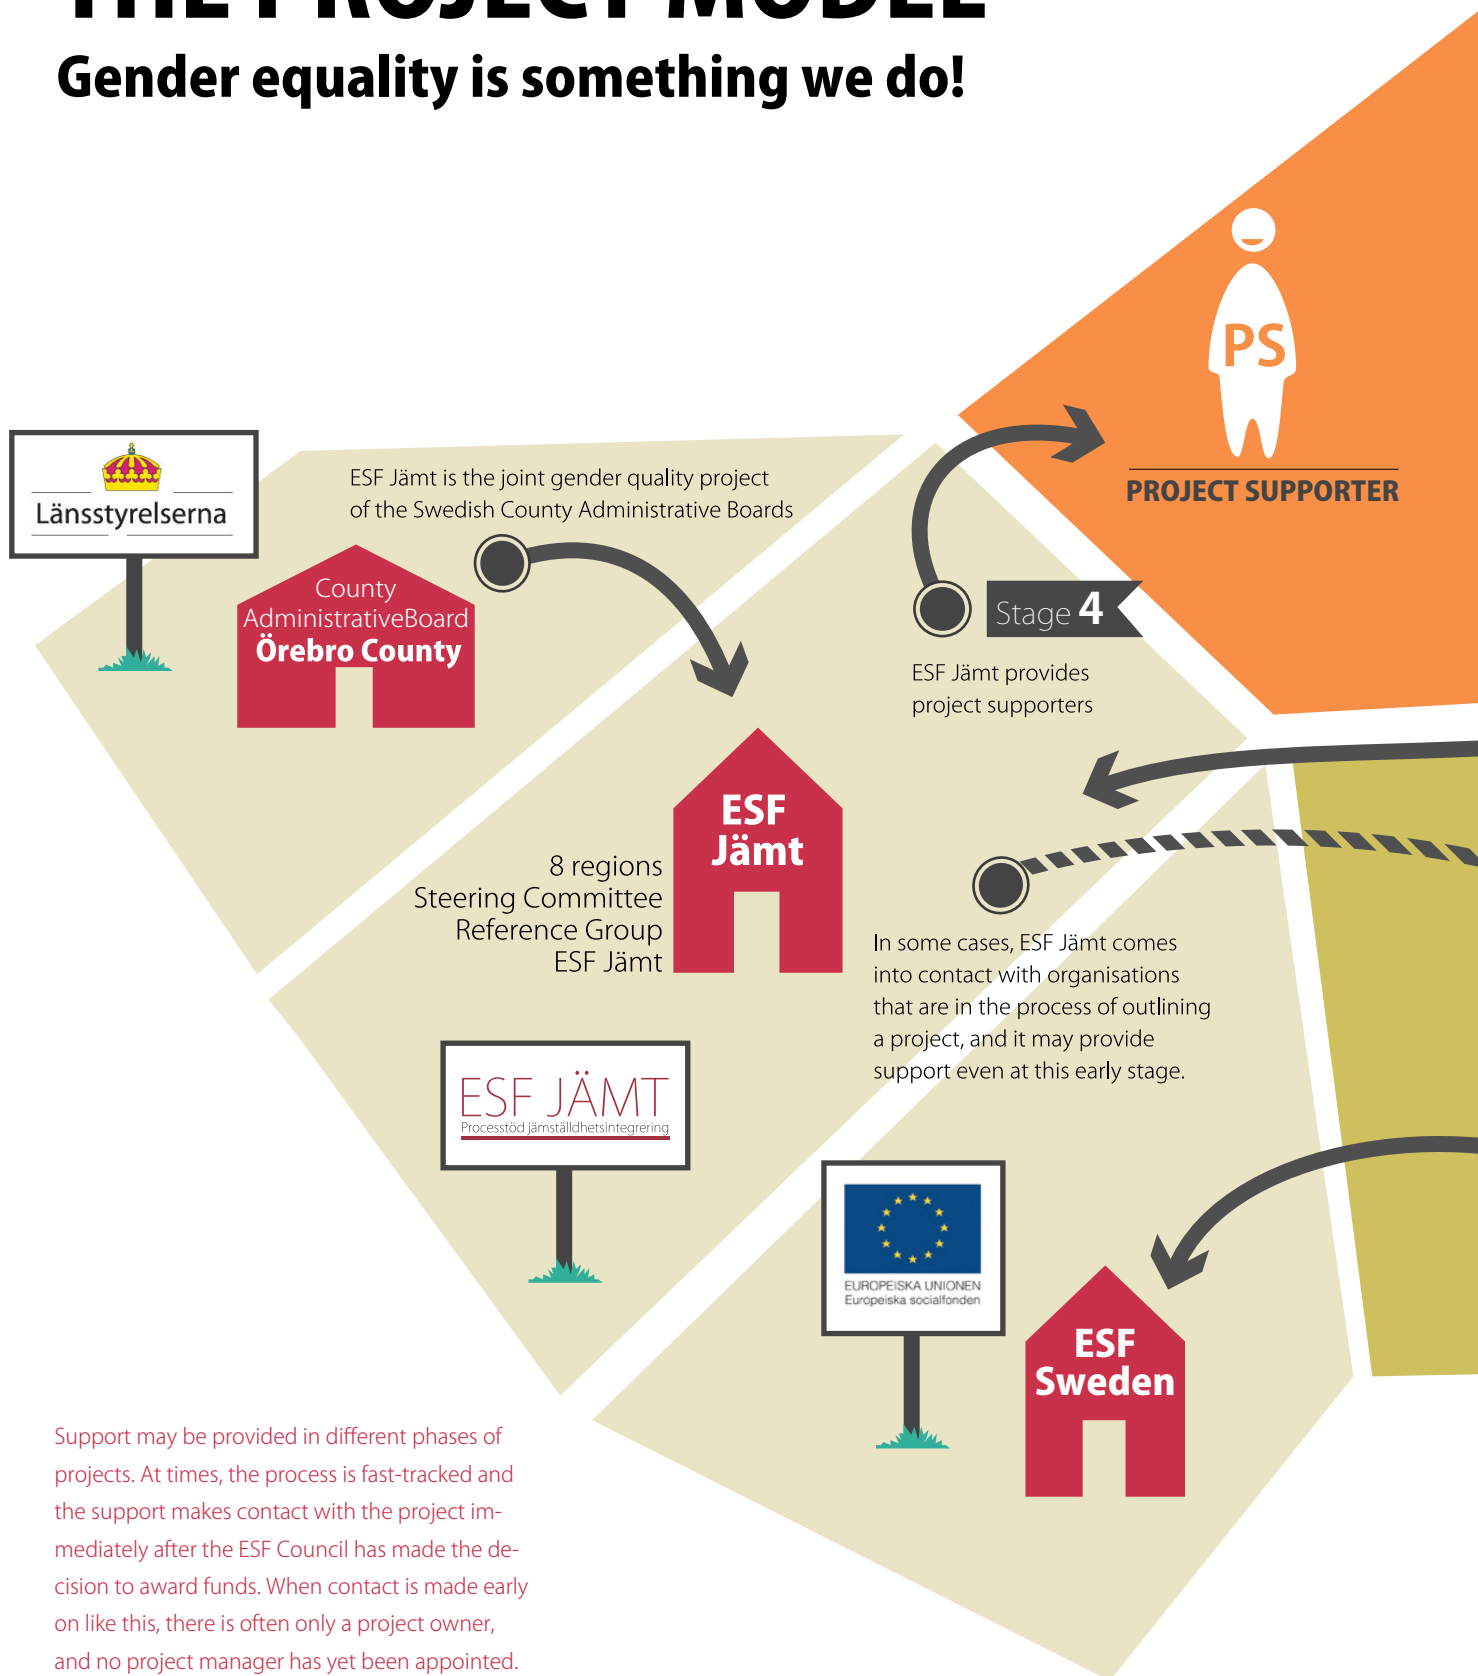 THE PROJECT MODEL
Gender equality is something we do!
PS
PROJECT SUPPORTER
Länsstyrelserna
ESF Jämt is the joint gender quality project
of the Swedish County Administrative Boards
County
AdministrativeBoard
Örebro County
Stage 4
ESF Jämt provides
project supporters
ESF
Jämt
8 regions
Steering Committee
Reference Group
ESF Jämt
In some cases, ESF Jämt comes
into contact with organisations
that are in the process of outlining
a project, and it may provide
support even at this early stage.
ESF JÄMT
Processtöd jämställdhetsintegrering
EUROPEISKA UNIONEN
Europeiska socialfonden
ESF
Sweden
Support may be provided in different phases of
projects. At times, the process is fast-tracked and
the support makes contact with the project im-
mediately after the ESF Council has made the de-
cision to award funds. When contact is made early
on like this, there is often only a project owner,
and no project manager has yet been appointed.